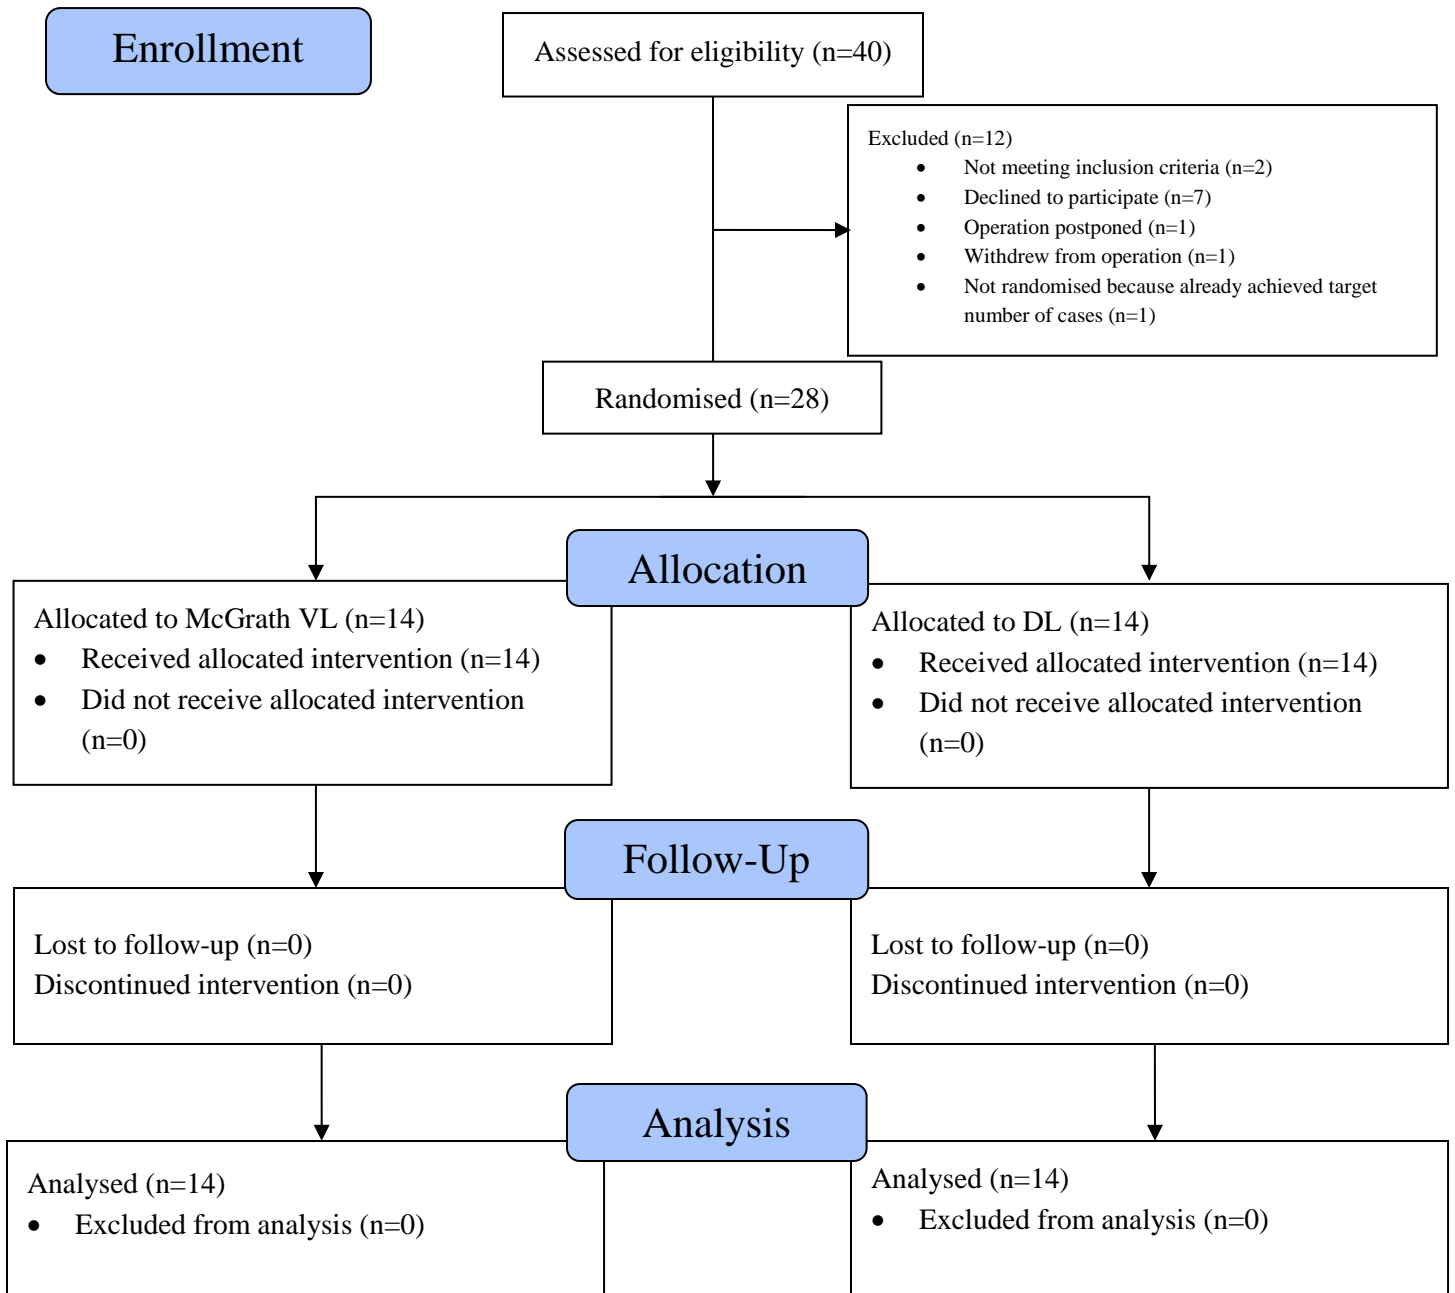 Enrollment
Assessed for eligibility (n=40)
Excluded (n=12)
• Not meeting inclusion criteria (n=2)
• Declined to participate (n=7)
• Operation postponed (n=1)
• Withdrew from operation (n=1)
• Not randomised because already achieved target
number of cases (n=1)
Randomised (n=28)
Allocation
Allocated to McGrath VL (n=14)
• Received allocated intervention (n=14)
• Did not receive allocated intervention
(n=0)
Allocated to DL (n=14)
• Received allocated intervention (n=14)
• Did not receive allocated intervention
(n=0)
Follow-Up
Lost to follow-up (n=0)
Discontinued intervention (n=0)
Lost to follow-up (n=0)
Discontinued intervention (n=0)
Analysis
Analysed (n=14)
• Excluded from analysis (n=0)
Analysed (n=14)
• Excluded from analysis (n=0)